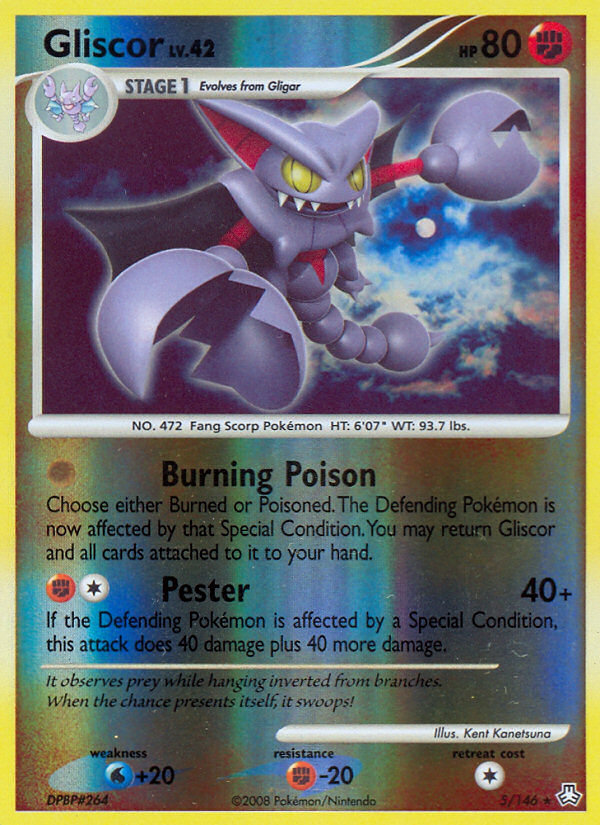 Gliscor LV.42 HP 80
STAGE 1 Evolves from Gligar
NO. 472 Fang Scorp Pokémon HT: 6'07" WT: 93.7 lbs.
Burning Poison
Choose either Burned or Poisoned. The Defending Pokémon is
now affected by that Special Condition. You may return Gliscor
and all cards attached to it to your hand.
Pester 40+
If the Defending Pokémon is affected by a Special Condition,
this attack does 40 damage plus 40 more damage.
It observes prey while hanging inverted from branches.
When the chance presents itself, it swoops!
Illus. Kent Kanetsuna
weakness resistance retreat cost
+20 -20
DPBP#264 ©2008 Pokémon/Nintendo 5/146 ★